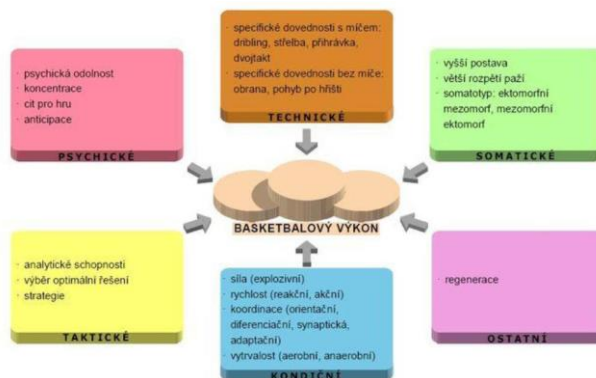 · psychická odolnost
· koncentrace
· cit pro hru
· anticipace
PSYCHICKÉ
· specifické dovednosti s míčem:
dribling, střelba, přihrávka,
dvojtakt
· specifické dovednosti bez míče:
obrana, pohyb po hřišti
TECHNICKÉ
· vyšší postava
· větší rozpětí paží
· somatotyp: ektomorfní
mezomorf, mezomorfní
ektomorf
SOMATICKÉ
BASKETBALOVÝ VÝKON
· analytické schopnosti
· výběr optimální řešení
· strategie
TAKTICKÉ
· síla (explozivní)
· rychlost (reakční, akční)
· koordinace (orientační,
diferenciační, synaptická,
adaptační)
· vytrvalost (aerobní, anaerobní)
KONDIČNÍ
· regenerace
OSTATNÍ